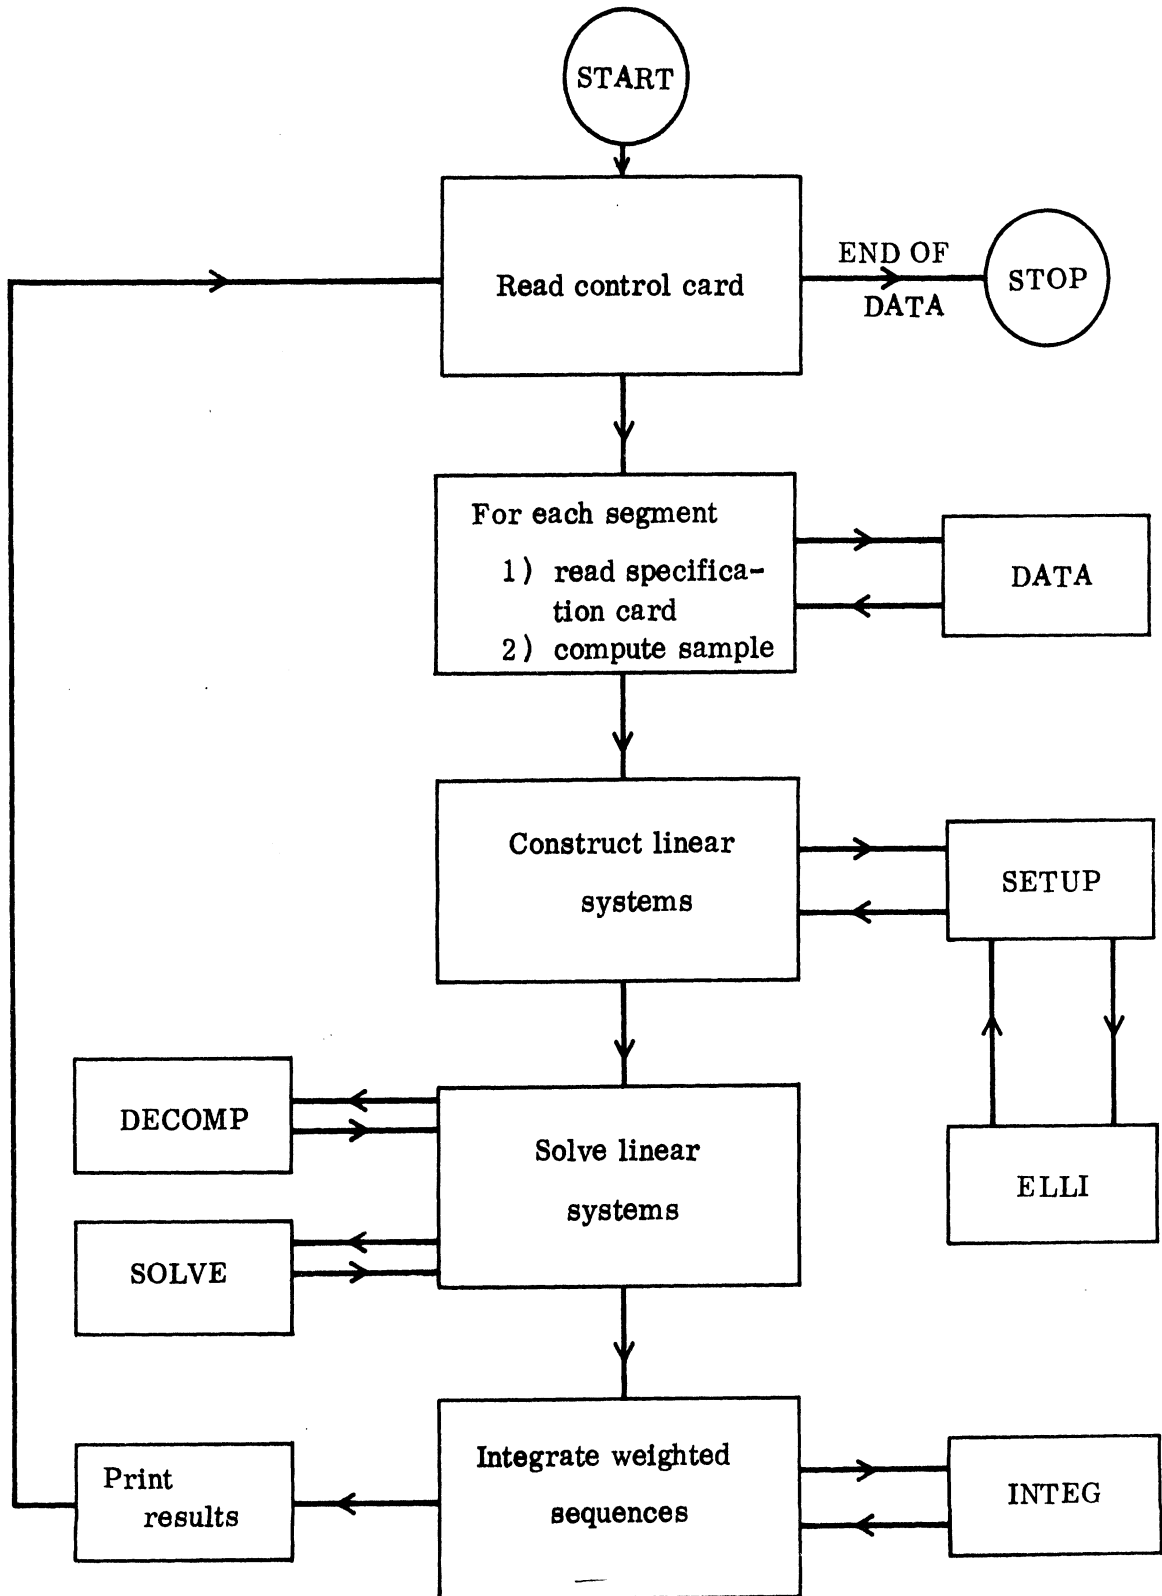 START
Read control card
END OF
DATA
STOP
For each segment
1) read specifica-
tion card
2) compute sample
DATA
Construct linear
systems
SETUP
DECOMP
Solve linear
systems
ELLI
SOLVE
Integrate weighted
sequences
INTEG
Print
results